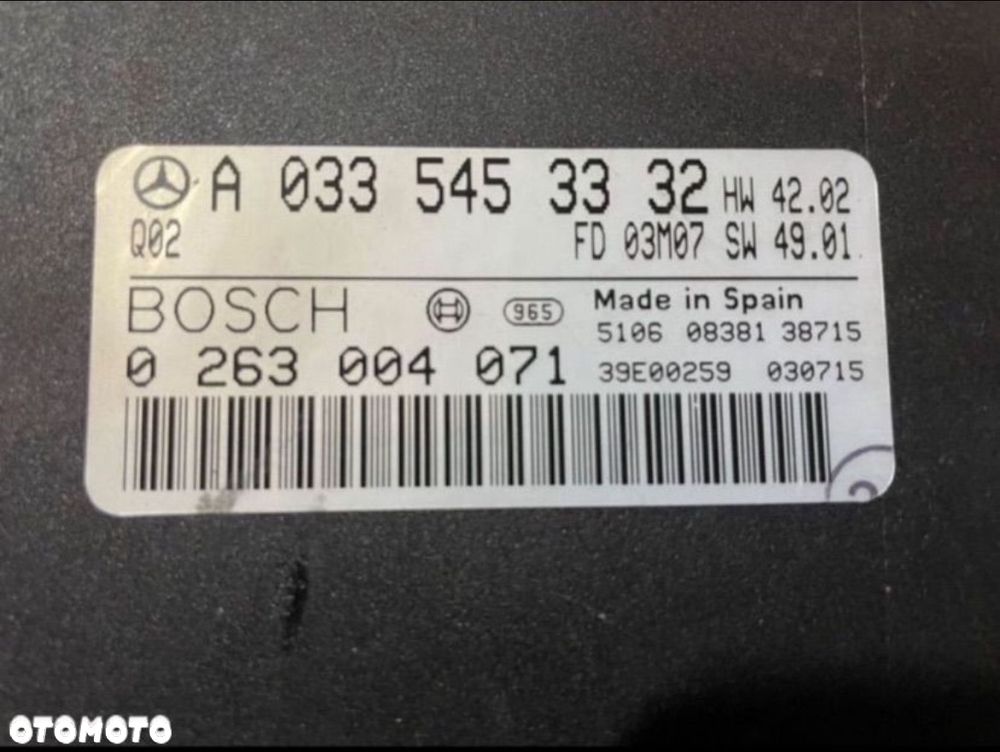 A 033 545 33 32 HW 42.02
Q02 FD 03M07 SW 49.01
BOSCH 965 Made in Spain
5106 08381 38715
0 263 004 071 39E00259 030715
OTOMOTO